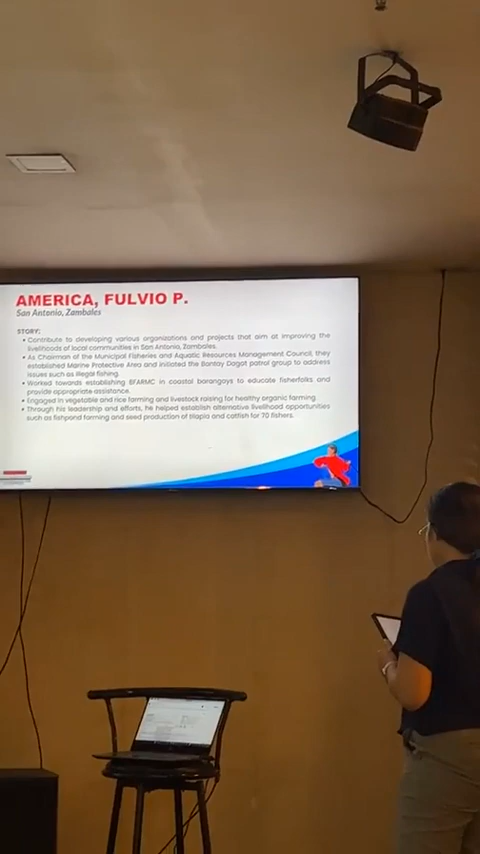 AMERICA, FULVIO P.
San Antonio, Zambales
STORY:
• Contribute to developing various organizations and projects that aim at improving the
livelihoods of local communities in San Antonio, Zambales.
• As Chairman of the Municipal Fisheries and Aquatic Resources Management Council, they
established Marine Protective Area and initiated the Bantay Dagat patrol group to address
issues such as illegal fishing.
• Worked towards establishing BFARMC in coastal barangays to educate fisherfolks and
provide appropriate assistance.
• Engaged in vegetable and rice farming and livestock raising for healthy organic farming
• Through his leadership and efforts, he helped establish alternative livelihood opportunities
such as fishpond farming and seed production of tilapia and catfish for 70 fishers.